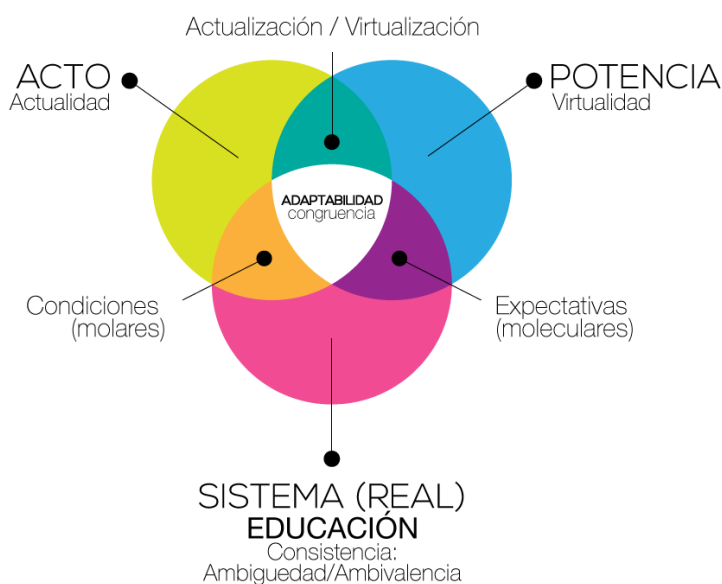 Actualización / Virtualización
ACTO
Actualidad
POTENCIA
Virtualidad
ADAPTABILIDAD
congruencia
Condiciones
(molares)
Expectativas
(moleculares)
SISTEMA (REAL)
EDUCACIÓN
Consistencia:
Ambiguedad/Ambivalencia